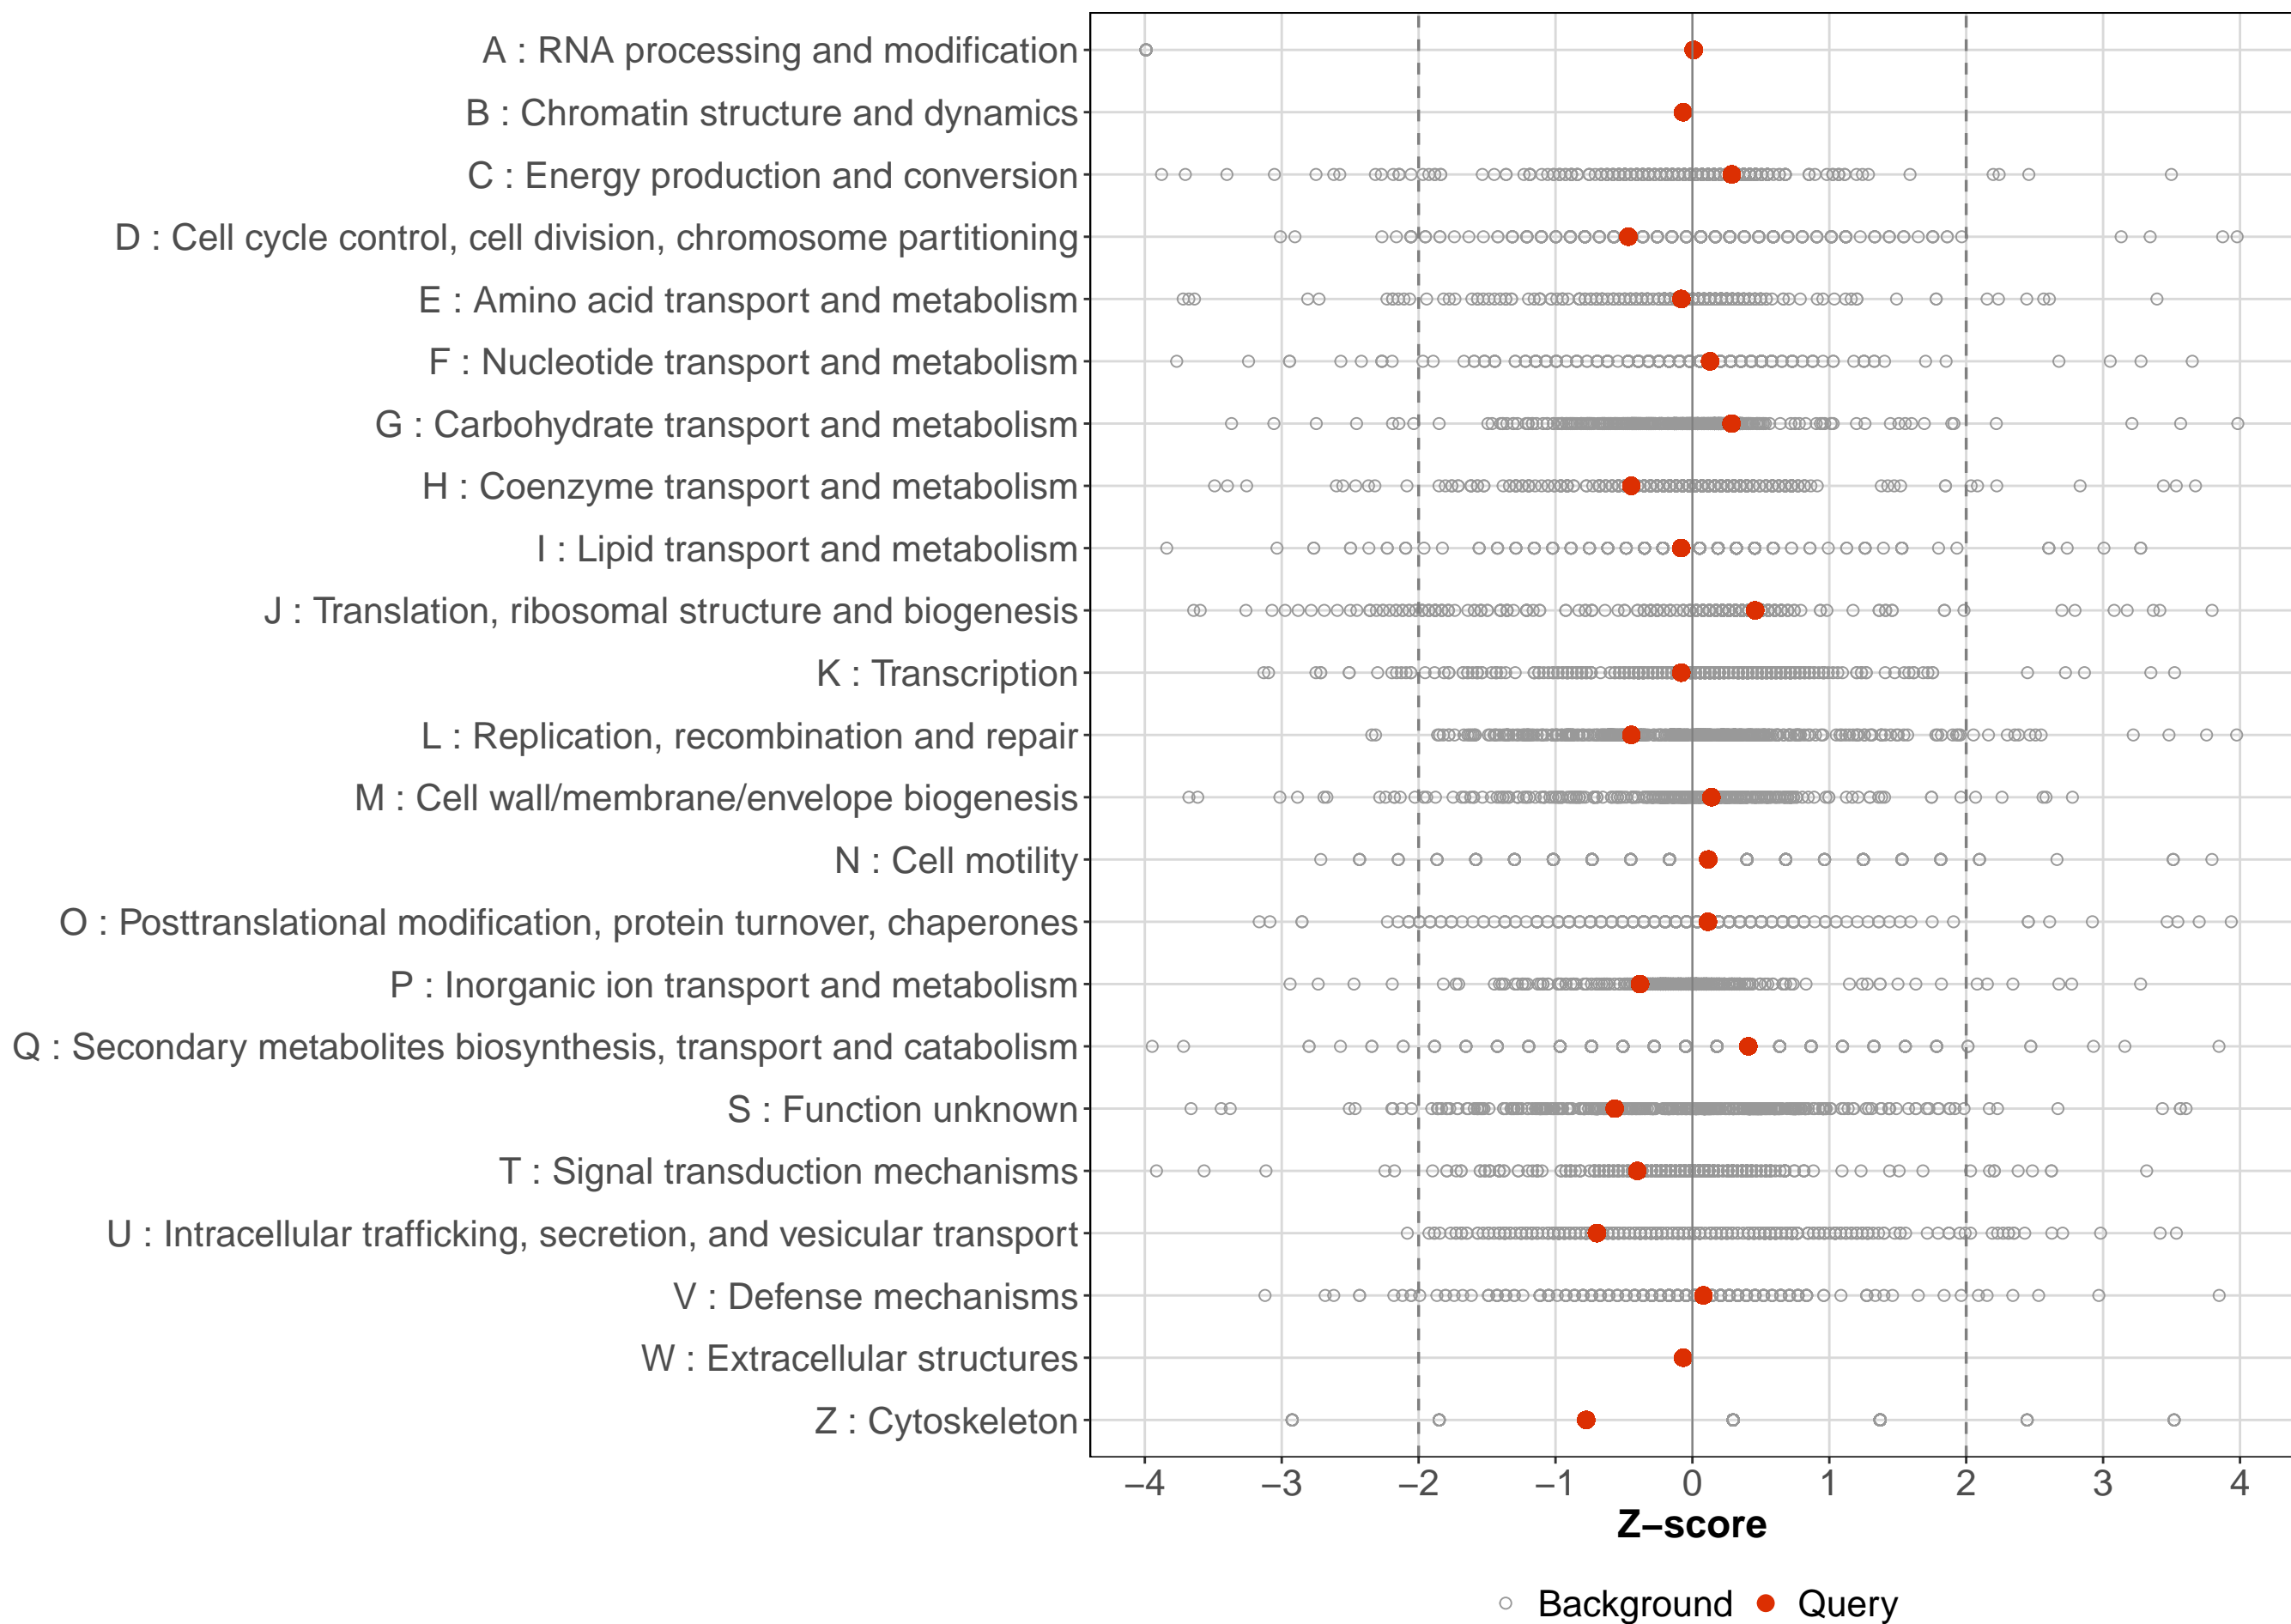 A : RNA processing and modification
B : Chromatin structure and dynamics
C : Energy production and conversion
D : Cell cycle control, cell division, chromosome partitioning
E : Amino acid transport and metabolism
F : Nucleotide transport and metabolism
G : Carbohydrate transport and metabolism
H : Coenzyme transport and metabolism
I : Lipid transport and metabolism
J : Translation, ribosomal structure and biogenesis
K : Transcription
L : Replication, recombination and repair
M : Cell wall/membrane/envelope biogenesis
N : Cell motility
O : Posttranslational modification, protein turnover, chaperones
P : Inorganic ion transport and metabolism
Q : Secondary metabolites biosynthesis, transport and catabolism
S : Function unknown
T : Signal transduction mechanisms
U : Intracellular trafficking, secretion, and vesicular transport
V : Defense mechanisms
W : Extracellular structures
Z : Cytoskeleton
−4 −3 −2 −1 0 1 2 3 4
Z−score
Background Query